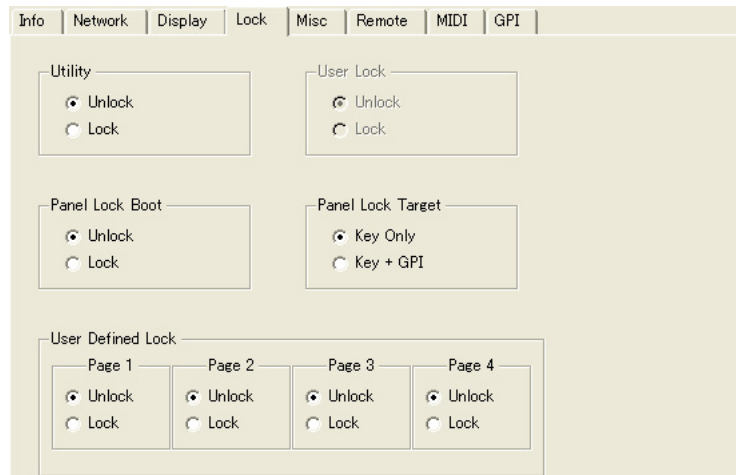 Info Network Display Lock Misc Remote MIDI GPI
Utility User Lock
Unlock Unlock
Lock Lock
Panel Lock Boot Panel Lock Target
Unlock Key Only
Lock Key + GPI
User Defined Lock
Page 1 Page 2 Page 3 Page 4
Unlock Unlock Unlock Unlock
Lock Lock Lock Lock